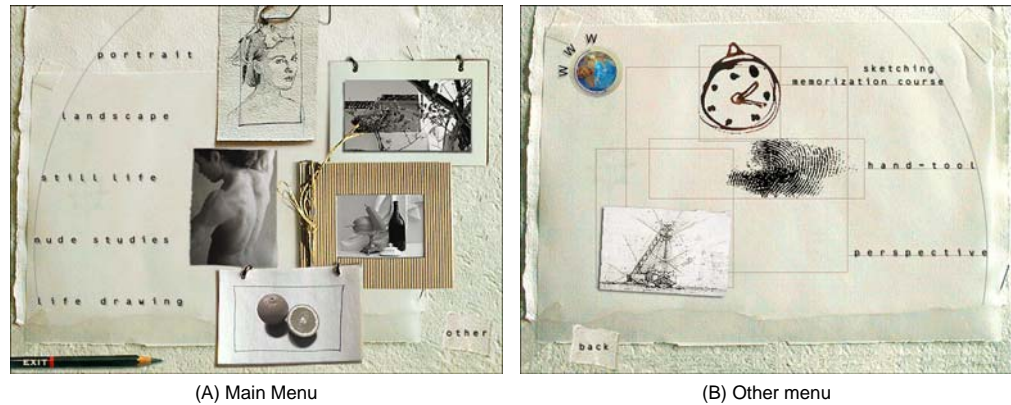 portrait
landscape
still life
nude studies
life drawing
EXIT
other
(A) Main Menu
W W W
sketching
memorization course
hand-tool
perspective
back
(B) Other menu